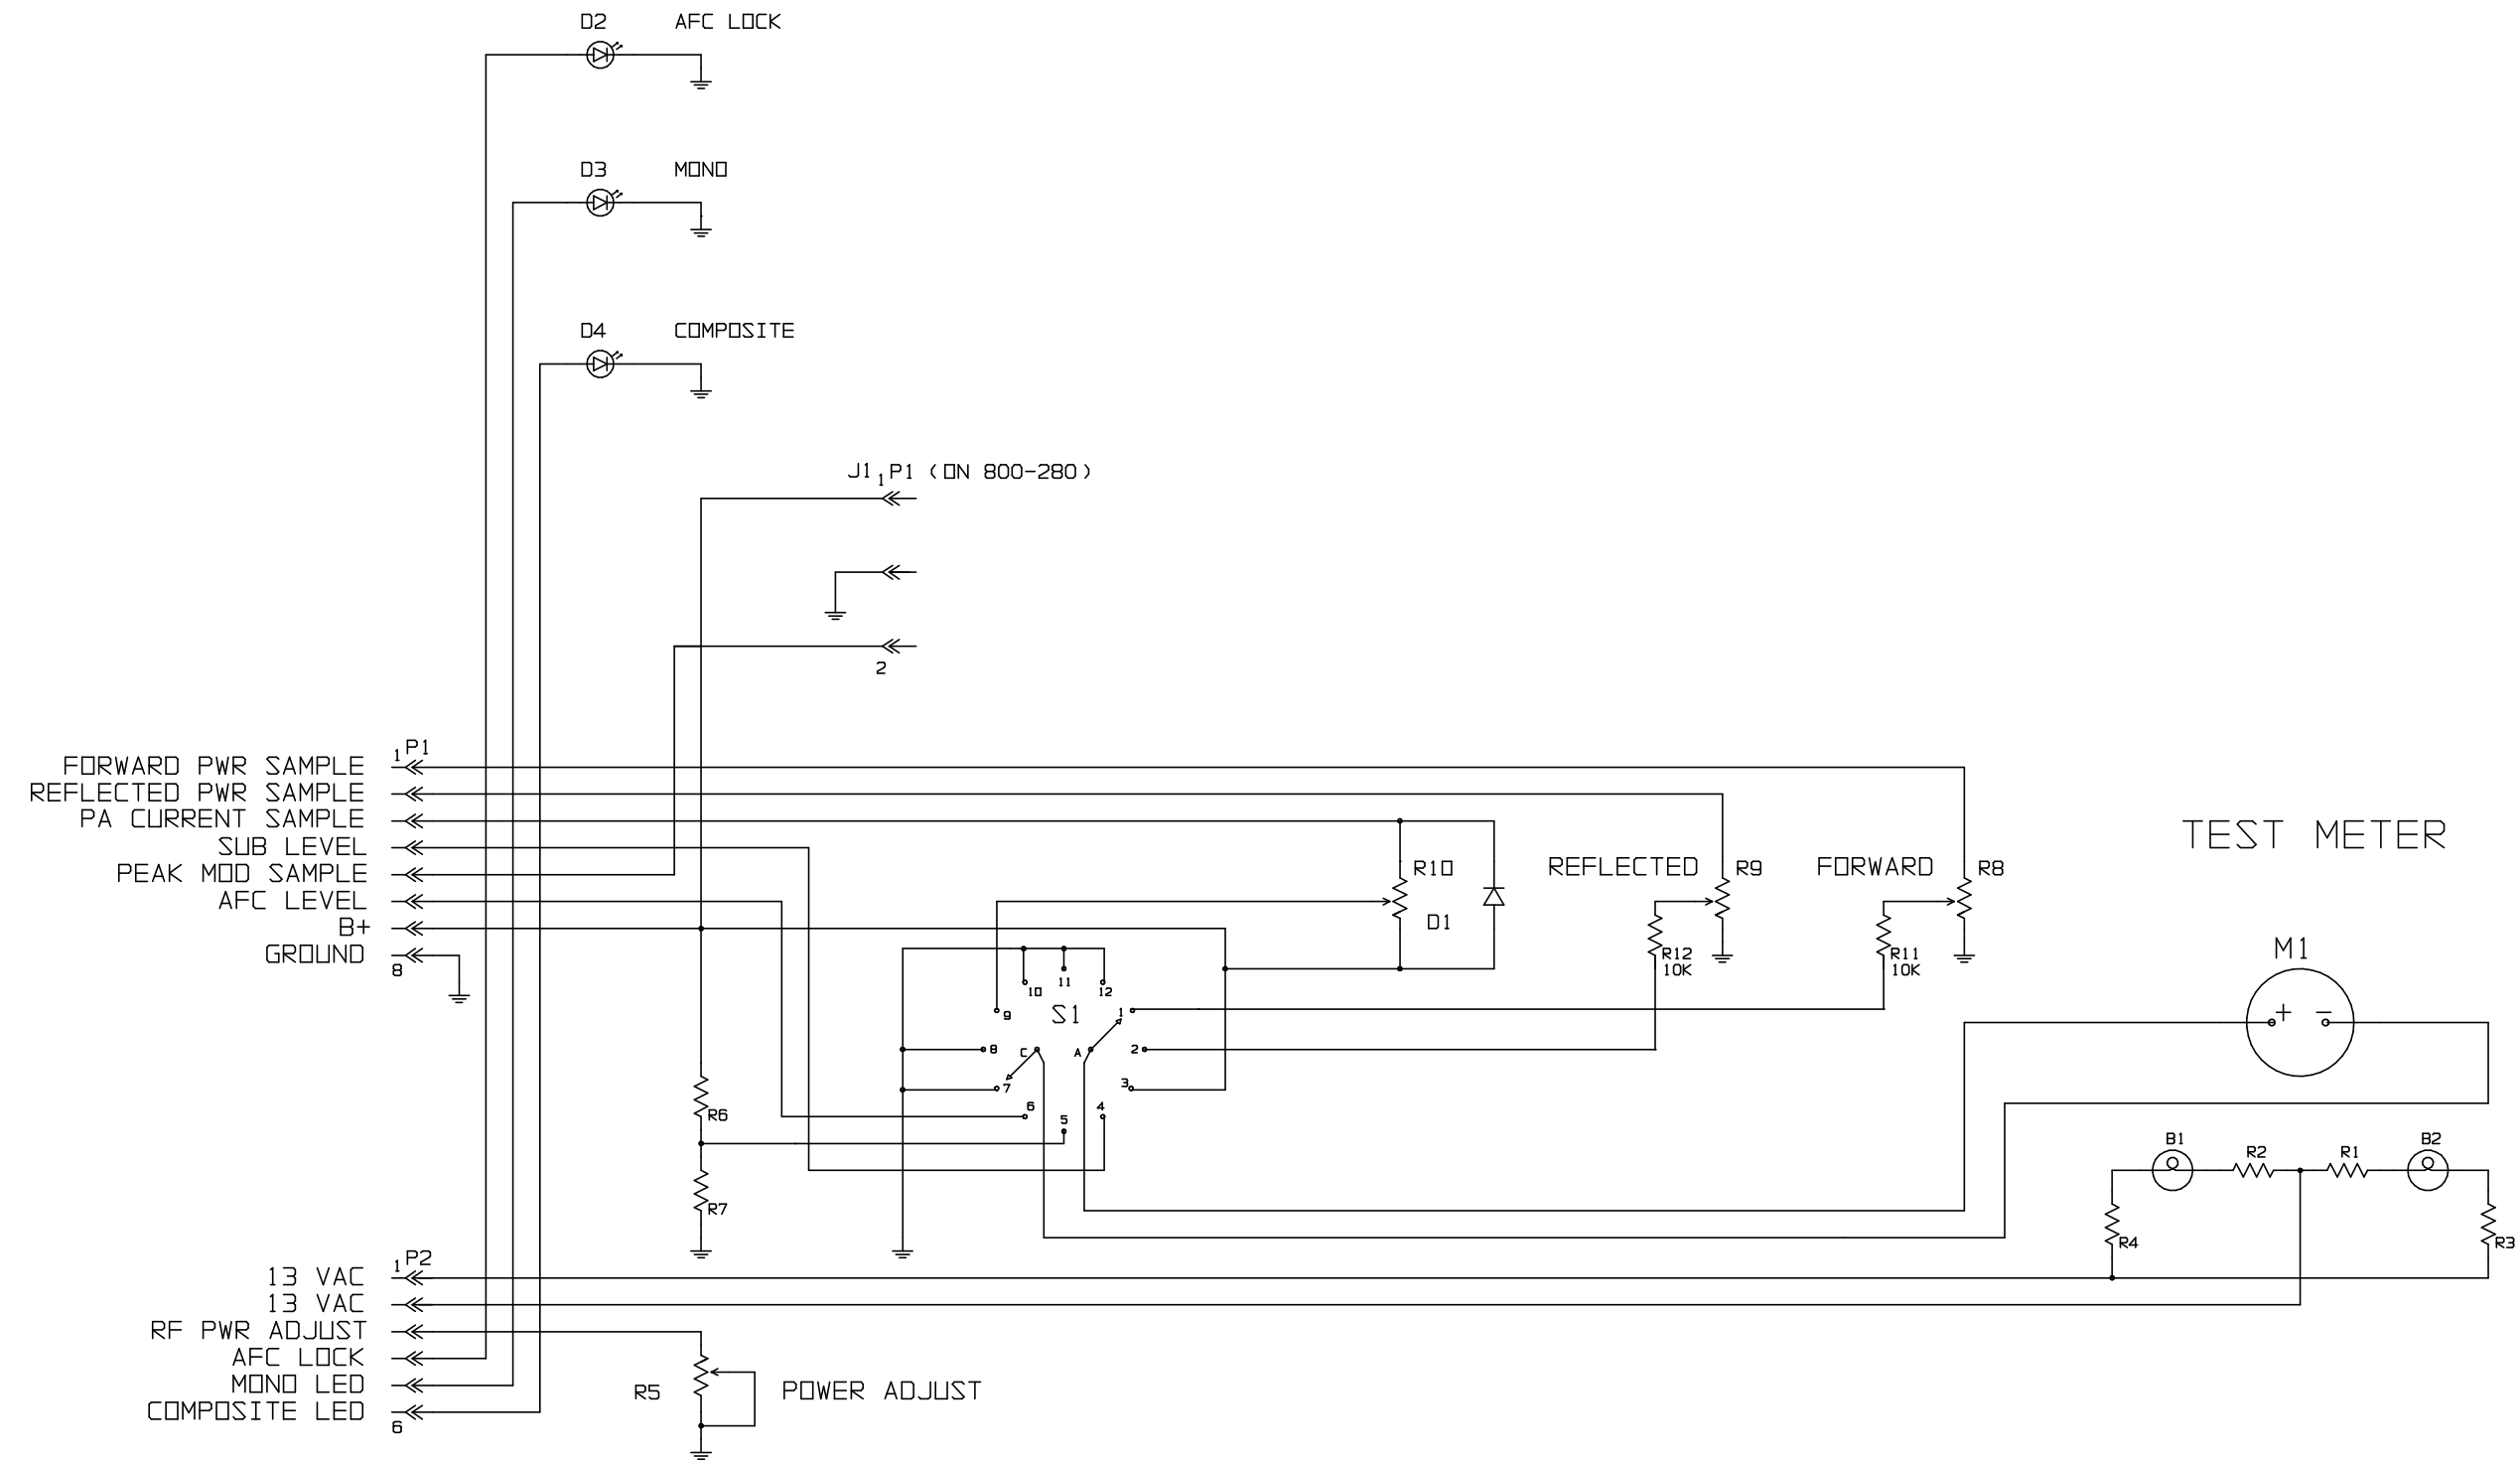 D2 AFC LOCK
D3 MONO
D4 COMPOSITE
J1 1 P1 (ON 800-280)
2
1 P1
FORWARD PWR SAMPLE
REFLECTED PWR SAMPLE
PA CURRENT SAMPLE
SUB LEVEL
PEAK MOD SAMPLE
AFC LEVEL
B+
GROUND
8
R10
D1
REFLECTED R9
FORWARD R8
R12
10K
R11
10K
TEST METER
M1
+ −
10 11 12
S1
9 1
8 C A 2
7 3
6 5 4
R6
R7
B1 R2 R1 B2
R4 R3
1 P2
13 VAC
13 VAC
RF PWR ADJUST
AFC LOCK
MONO LED
COMPOSITE LED
6
R5 POWER ADJUST